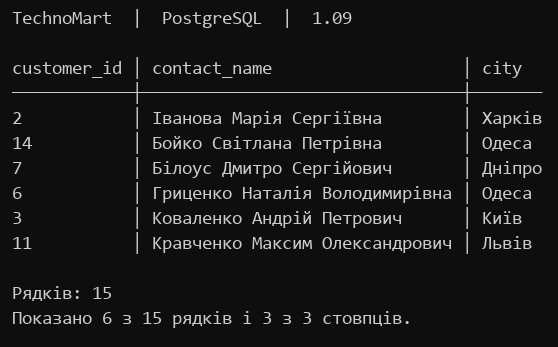 TechnoMart │ PostgreSQL │ 1.09
customer_id │ contact_name │ city
2 │ Іванова Марія Сергіївна │ Харків
14 │ Бойко Світлана Петрівна │ Одеса
7 │ Білоус Дмитро Сергійович │ Дніпро
6 │ Гриценко Наталія Володимирівна │ Одеса
3 │ Коваленко Андрій Петрович │ Київ
11 │ Кравченко Максим Олександрович │ Львів
Рядків: 15
Показано 6 з 15 рядків і 3 з 3 стовпців.